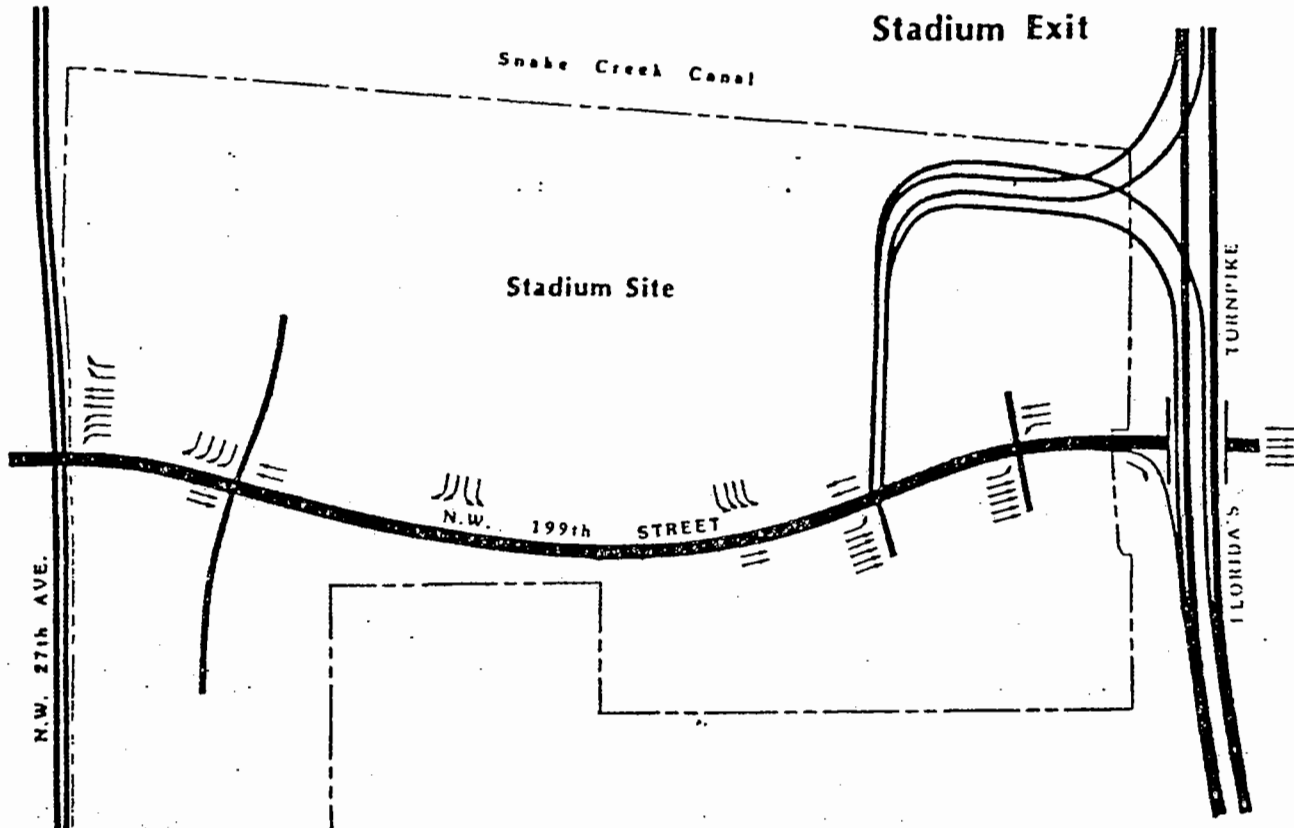 Stadium Exit
Snake Creek Canal
Stadium Site
TURNPIKE
N.W. 199th STREET
N.W. 27th AVE.
FLORIDA'S